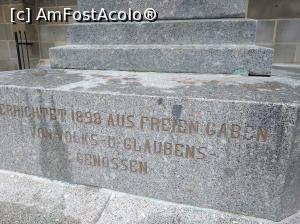 AmFostAcolo®
ERRICHTET 1898 AUS FREIEN GABEN
VON VOLKS-U-GLAUBENS-
GENOSSEN